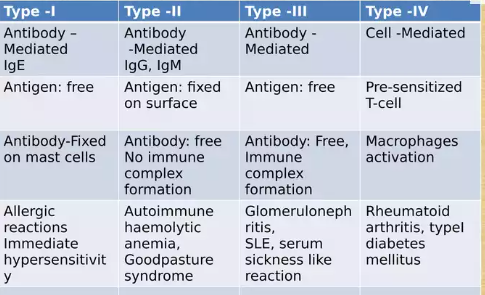 Type -I
Type -II
Type -III
Type -IV
Antibody –
Mediated
IgE
Antibody
-Mediated
IgG, IgM
Antibody -
Mediated
Cell -Mediated
Antigen: free
Antigen: fixed
on surface
Antigen: free
Pre-sensitized
T-cell
Antibody-Fixed
on mast cells
Antibody: free
No immune
complex
formation
Antibody: Free,
Immune
complex
formation
Macrophages
activation
Allergic
reactions
Immediate
hypersensitivit
y
Autoimmune
haemolytic
anemia,
Goodpasture
syndrome
Glomeruloneph
ritis,
SLE, serum
sickness like
reaction
Rheumatoid
arthritis, typeI
diabetes
mellitus